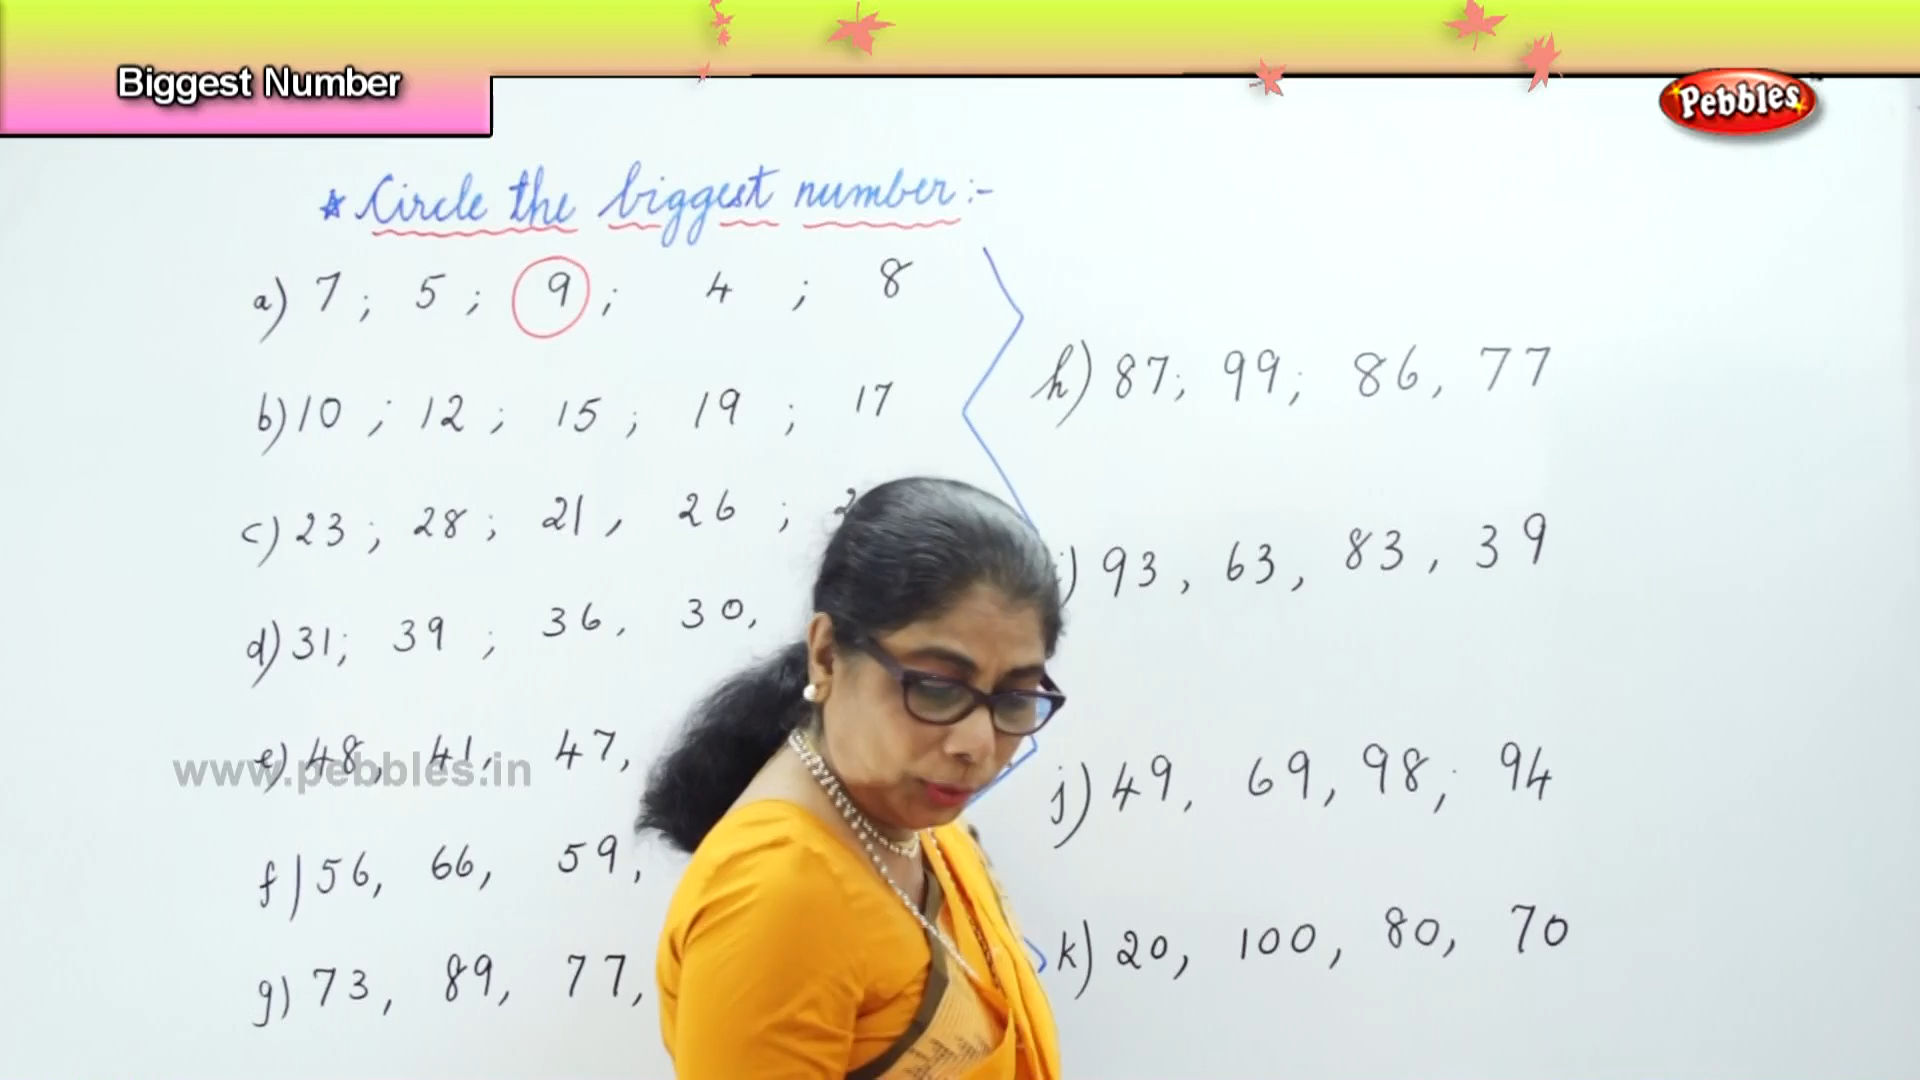 Biggest Number
Pebbles
* Circle the biggest number:-
a) 7; 5; 9; 4; 8
b) 10; 12; 15; 19; 17
c) 23; 28; 21, 26;
d) 31; 39; 36, 30,
e) 48, 41, 47,
f) 56, 66, 59,
g) 73, 89, 77,
h) 87; 99; 86, 77
) 93, 63, 83, 39
j) 49, 69, 98; 94
k) 20, 100, 80, 70
www.pebbles.in